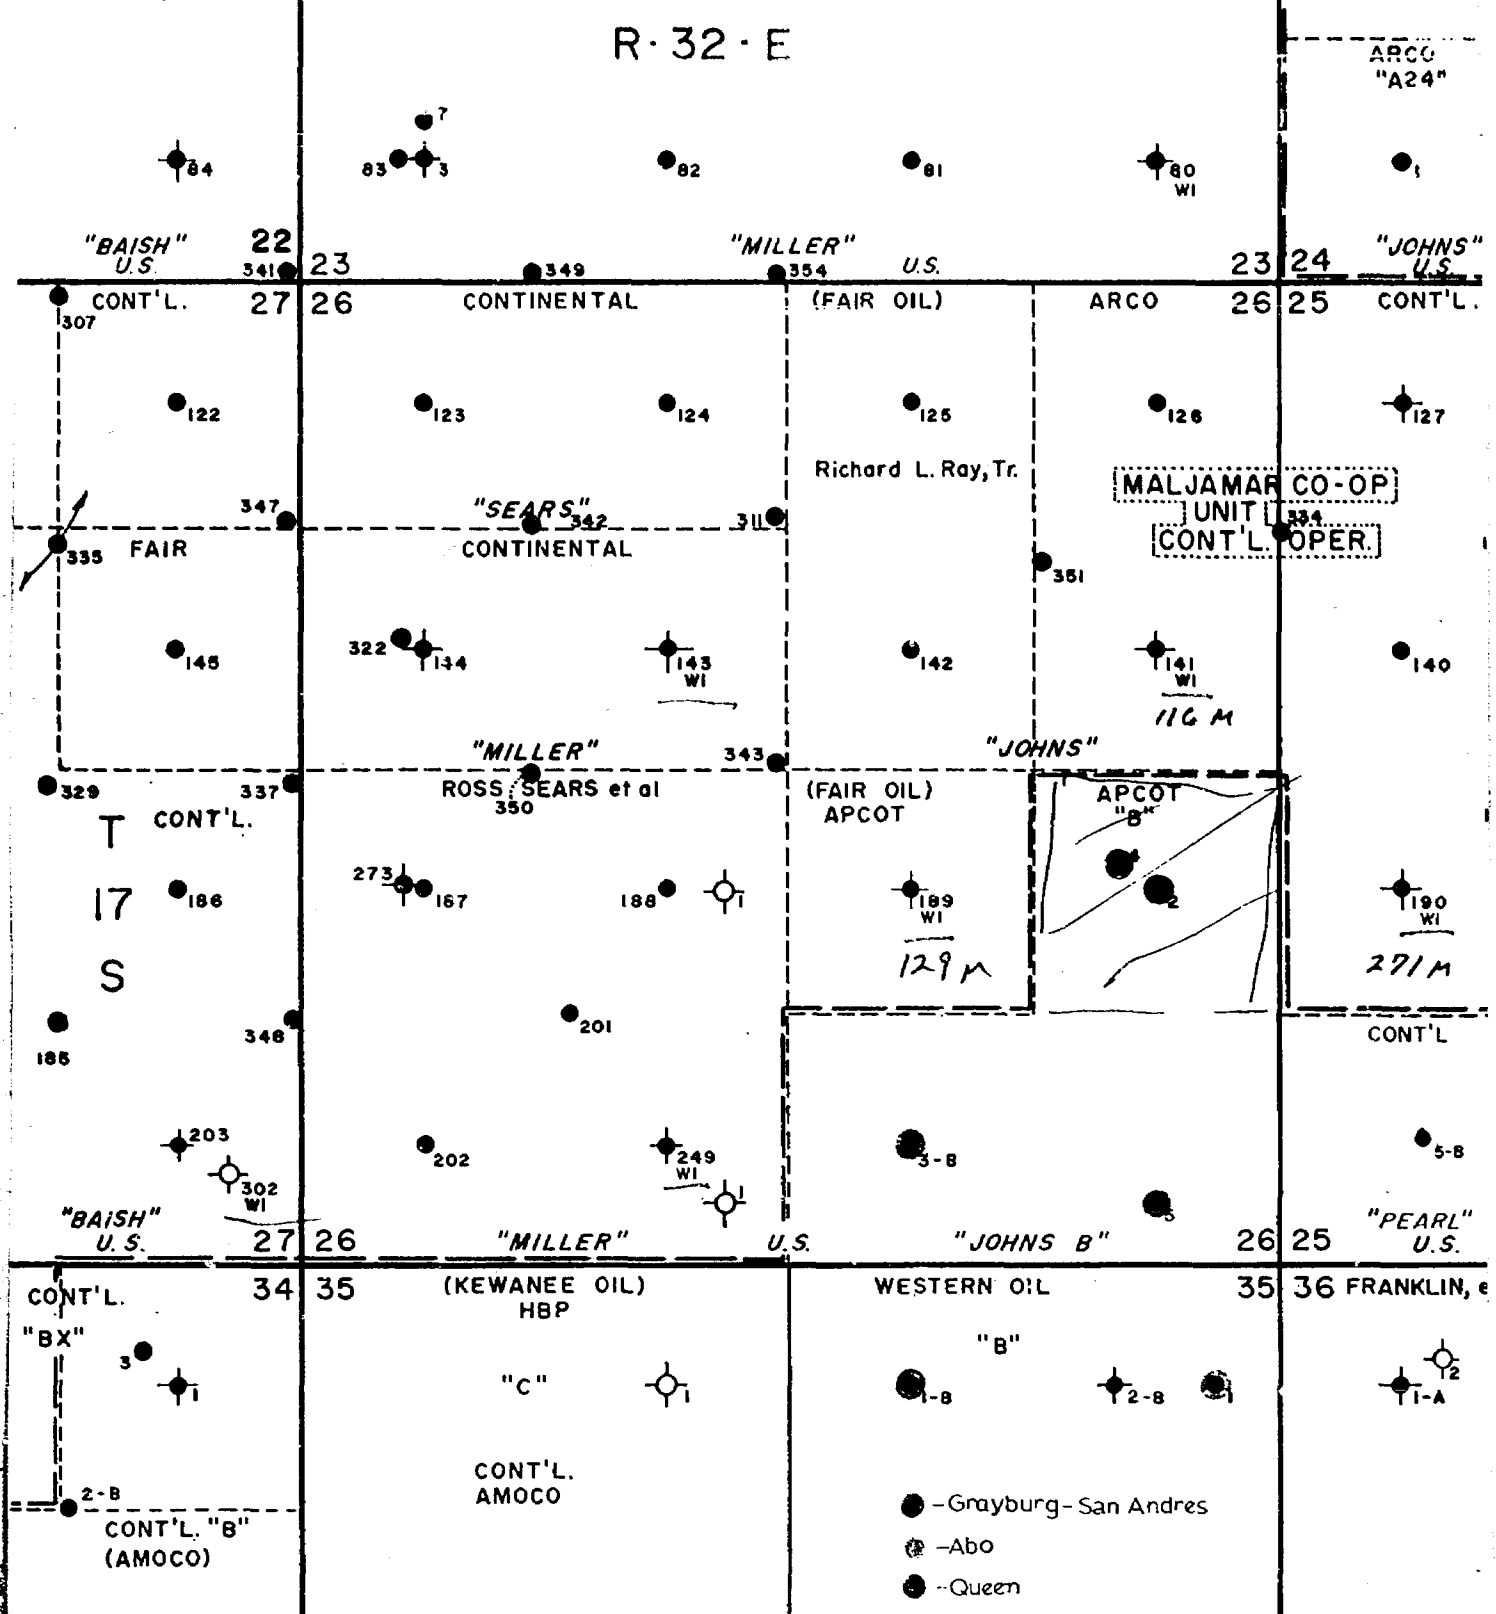 R-32-E
ARCO
"A24"
7
84
83
3
82
81
80
WI
1
"BAISH"
U.S.
22
23
"MILLER"
U.S.
23
24
"JOHNS"
U.S.
341
349
354
CONT'L.
27
26
CONTINENTAL
(FAIR OIL)
ARCO
26
25
CONT'L.
307
122
123
124
125
126
127
Richard L. Ray, Tr.
MALJAMAR CO-OP
UNIT
CONT'L. OPER.
334
347
"SEARS"
342
311
335
FAIR
CONTINENTAL
351
145
322
144
143
WI
142
141
WI
140
116 M
"MILLER"
343
"JOHNS"
329
337
ROSS SEARS et al
350
(FAIR OIL)
APCOT
APCOT
"B"
T
17
S
CONT'L.
4
186
273
167
188
1
189
WI
2
190
WI
129 M
271 M
185
348
201
CONT'L
203
202
249
WI
3-B
5-B
302
WI
1
5
"BAISH"
U.S.
27
26
"MILLER"
U.S.
"JOHNS B"
26
25
"PEARL"
U.S.
CONT'L.
34
35
(KEWANEE OIL)
HBP
WESTERN OIL
35
36
FRANKLIN, e
"BX"
"B"
3
1
"C"
1
1-B
2-B
1
1-A
2
CONT'L.
AMOCO
2-B
CONT'L. "B"
(AMOCO)
-Grayburg-San Andres
-Abo
-Queen